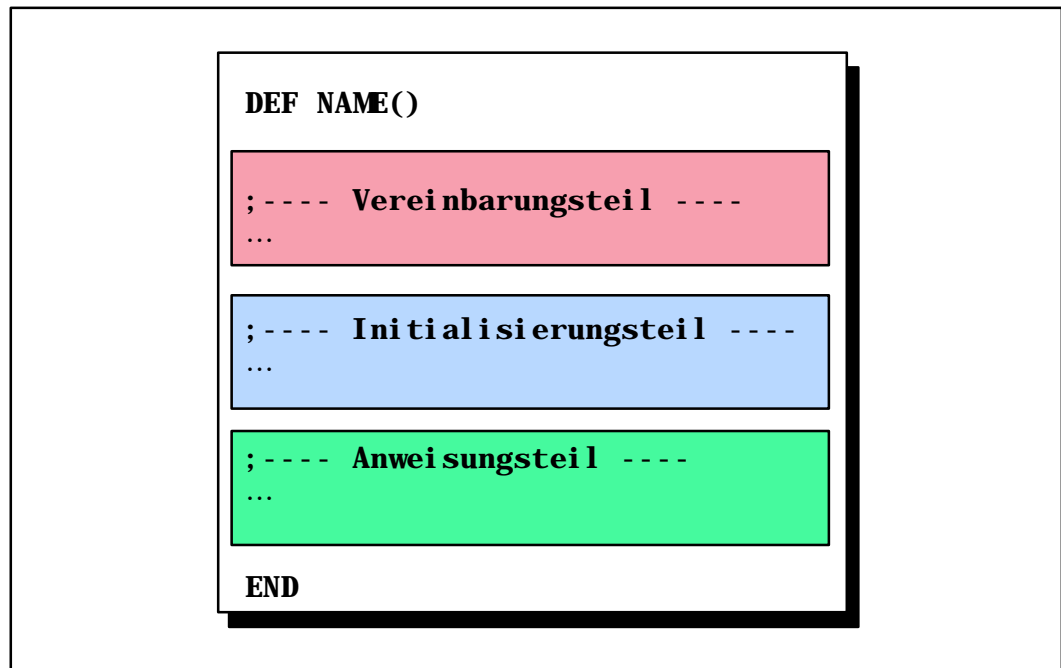 DEF NAME()
;---- Vereinbarungsteil ----
...
;---- Initialisierungsteil ----
...
;---- Anweisungsteil ----
...
END